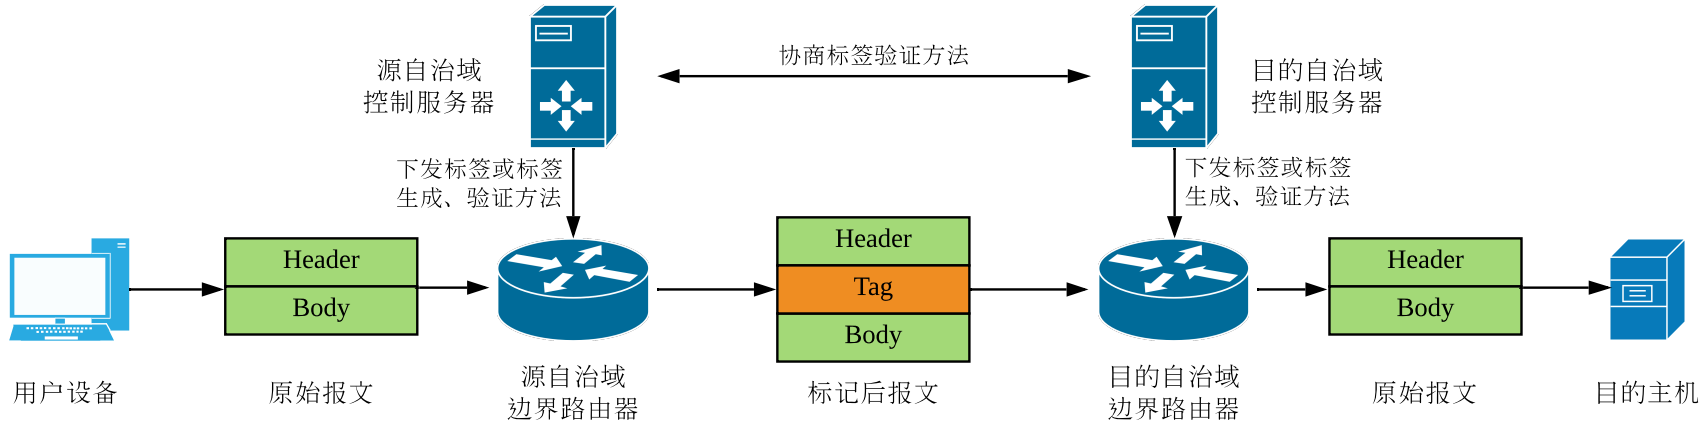 协商标签验证方法
源自治域
控制服务器
目的自治域
控制服务器
下发标签或标签
生成、验证方法
下发标签或标签
生成、验证方法
Header
Body
Header
Tag
Body
Header
Body
用户设备
原始报文
源自治域
边界路由器
标记后报文
目的自治域
边界路由器
原始报文
目的主机